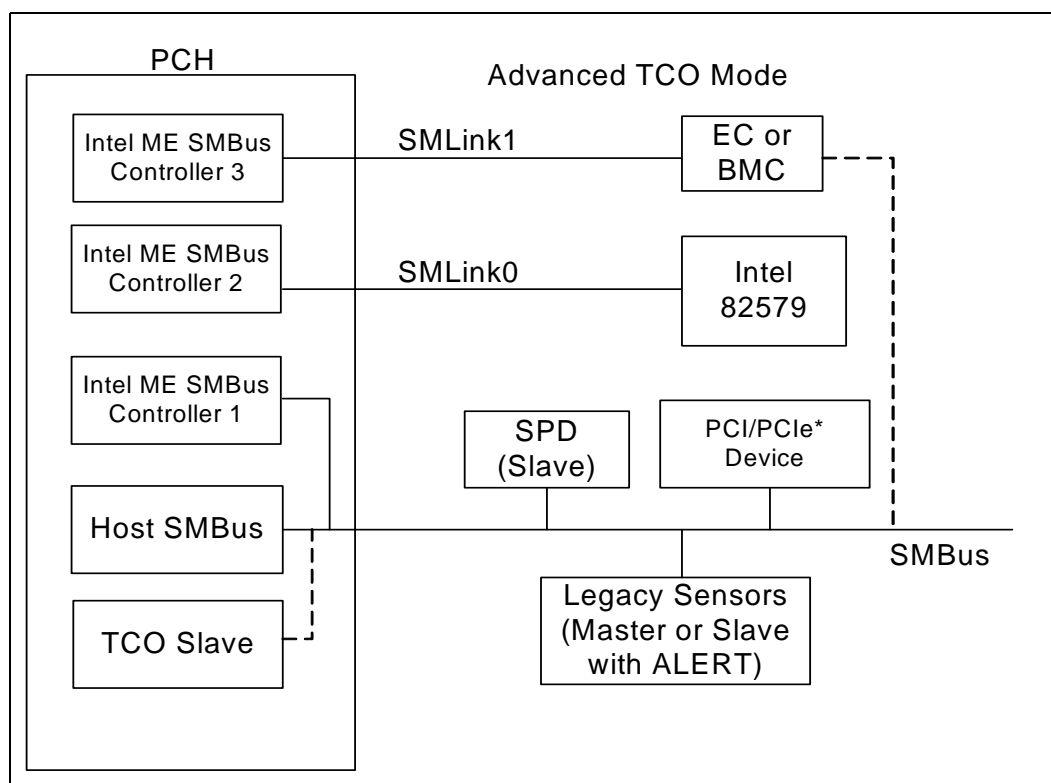 PCH
Advanced TCO Mode
Intel ME SMBus
Controller 3
SMLink1
EC or
BMC
Intel ME SMBus
Controller 2
SMLink0
Intel
82579
Intel ME SMBus
Controller 1
SPD
(Slave)
PCI/PCIe*
Device
Host SMBus
SMBus
TCO Slave
Legacy Sensors
(Master or Slave
with ALERT)